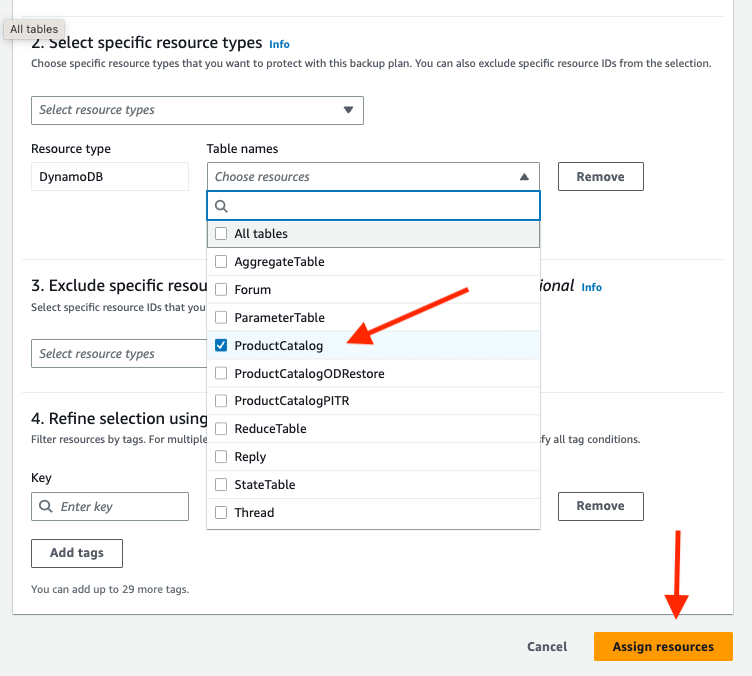 All tables
2. Select specific resource types Info
Choose specific resource types that you want to protect with this backup plan. You can also exclude specific resource IDs from the selection.
Select resource types
Resource type
Table names
DynamoDB
Choose resources
Remove
All tables
AggregateTable
Forum
ParameterTable
ProductCatalog
ProductCatalogODRestore
ProductCatalogPITR
ReduceTable
Reply
StateTable
Thread
3. Exclude specific resou
ional Info
Select specific resource IDs that you
Select resource types
4. Refine selection using
Filter resources by tags. For multiple
fy all tag conditions.
Key
Enter key
Remove
Add tags
You can add up to 29 more tags.
Cancel
Assign resources